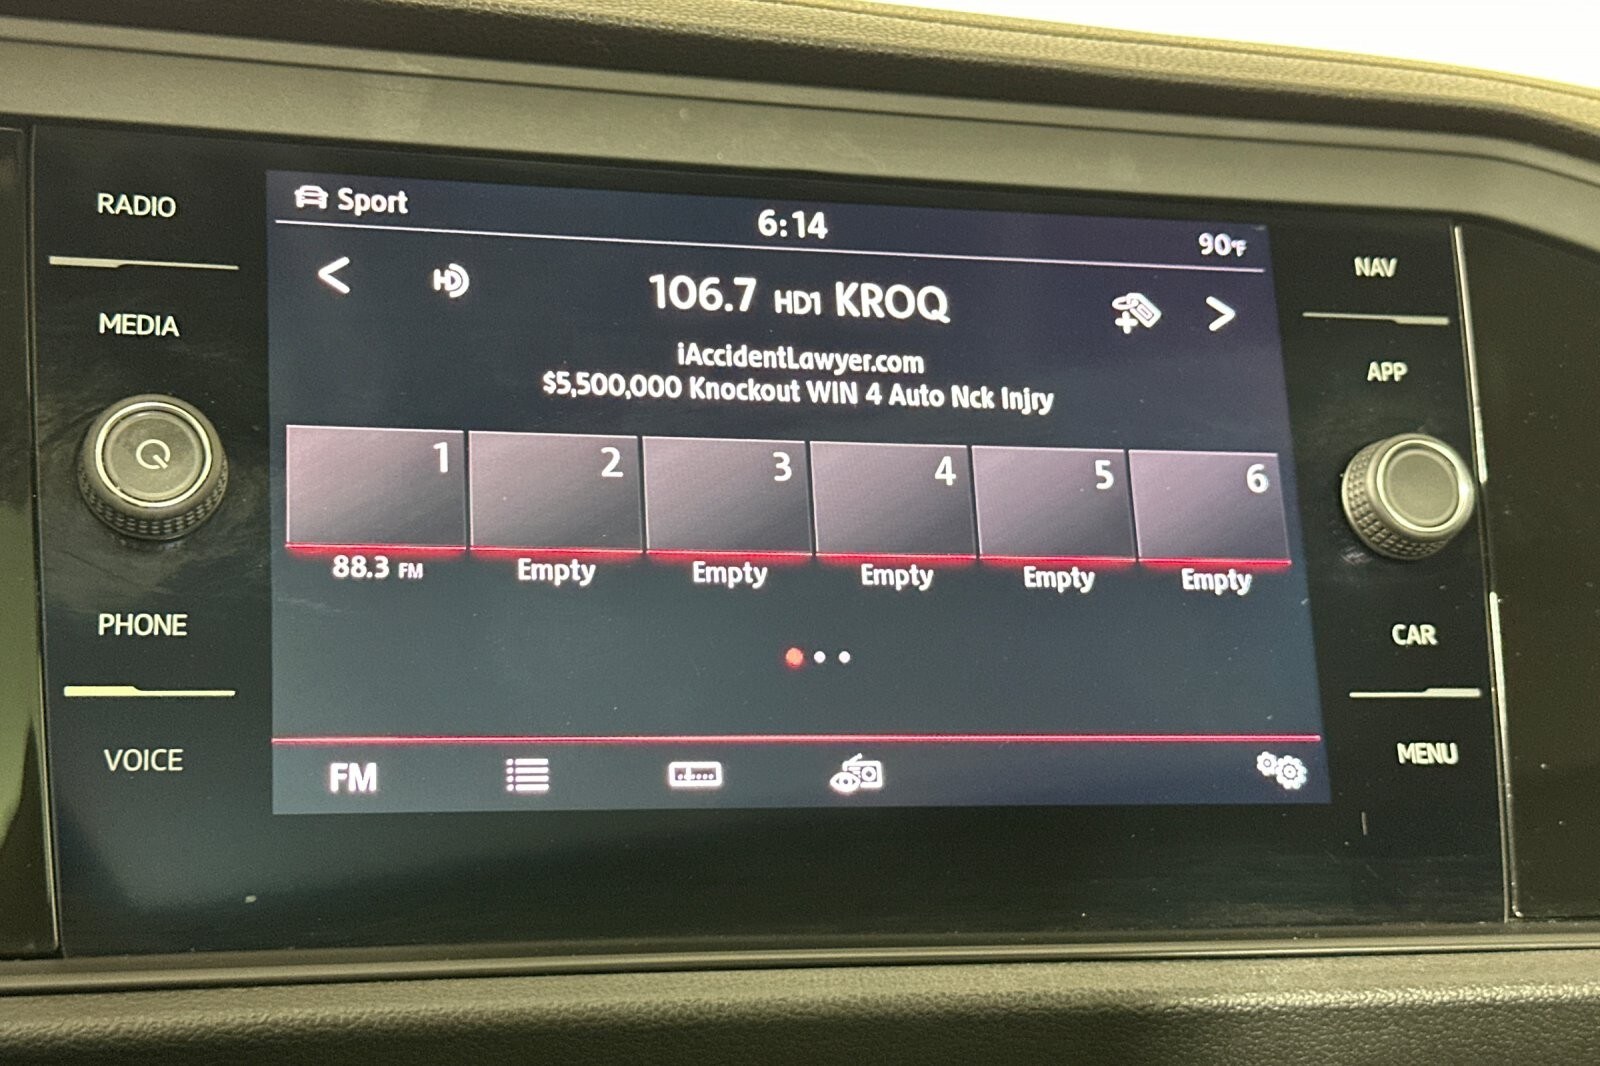 RADIO
MEDIA
PHONE
VOICE
Sport
6:14
90°F
<
HD
106.7 HD1 KROQ
>
iAccidentLawyer.com
$5,500,000 Knockout WIN 4 Auto Nck Injry
1 2 3 4 5 6
88.3 FM Empty Empty Empty Empty Empty
FM
NAV
APP
CAR
MENU